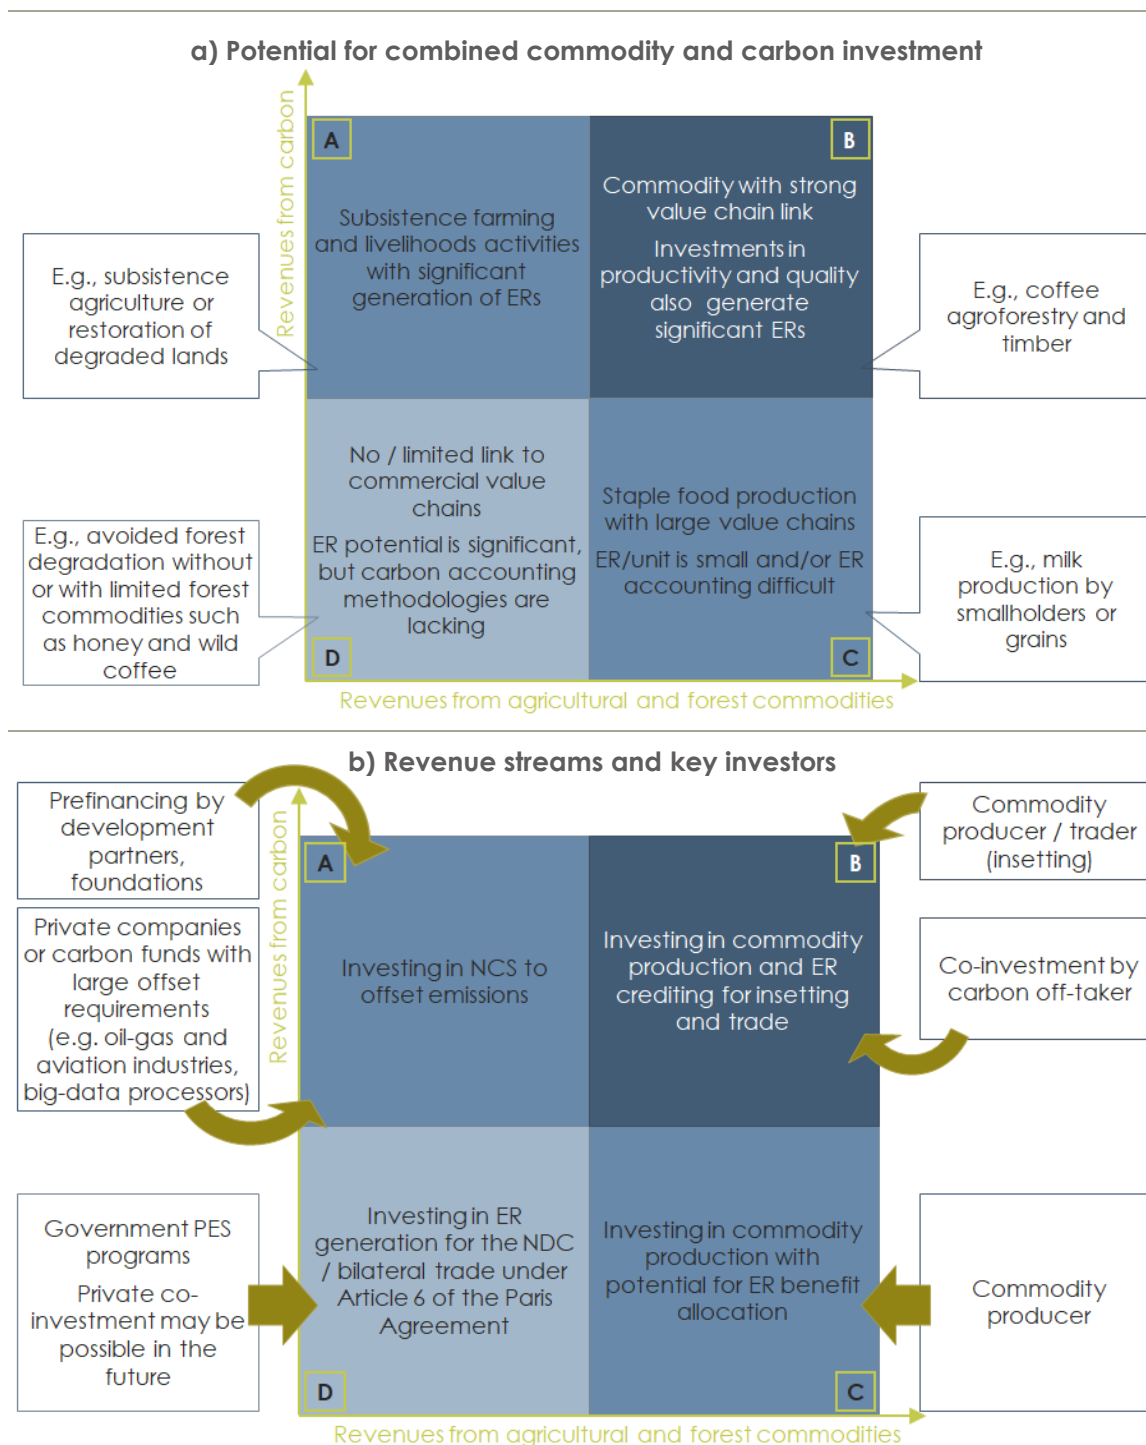 a) Potential for combined commodity and carbon investment
Revenues from carbon
A
Subsistence farming
and livelihoods activities
with significant
generation of ERs
B
Commodity with strong
value chain link
Investments in
productivity and quality
also generate
significant ERs
E.g., subsistence
agriculture or
restoration of
degraded lands
E.g., coffee
agroforestry and
timber
No / limited link to
commercial value
chains
ER potential is significant,
but carbon accounting
methodologies are
lacking
D
Staple food production
with large value chains
ER/unit is small and/or ER
accounting difficult
C
E.g., avoided forest
degradation without
or with limited forest
commodities such
as honey and wild
coffee
E.g., milk
production by
smallholders or
grains
Revenues from agricultural and forest commodities
b) Revenue streams and key investors
Prefinancing by
development
partners,
foundations
Private companies
or carbon funds with
large offset
requirements
(e.g. oil-gas and
aviation industries,
big-data processors)
Revenues from carbon
A
Investing in NCS to
offset emissions
B
Investing in commodity
production and ER
crediting for insetting
and trade
Commodity
producer / trader
(insetting)
Co-investment by
carbon off-taker
Government PES
programs
Private co-
investment may be
possible in the
future
Investing in ER
generation for the NDC
/ bilateral trade under
Article 6 of the Paris
Agreement
D
Investing in commodity
production with
potential for ER benefit
allocation
C
Commodity
producer
Revenues from agricultural and forest commodities